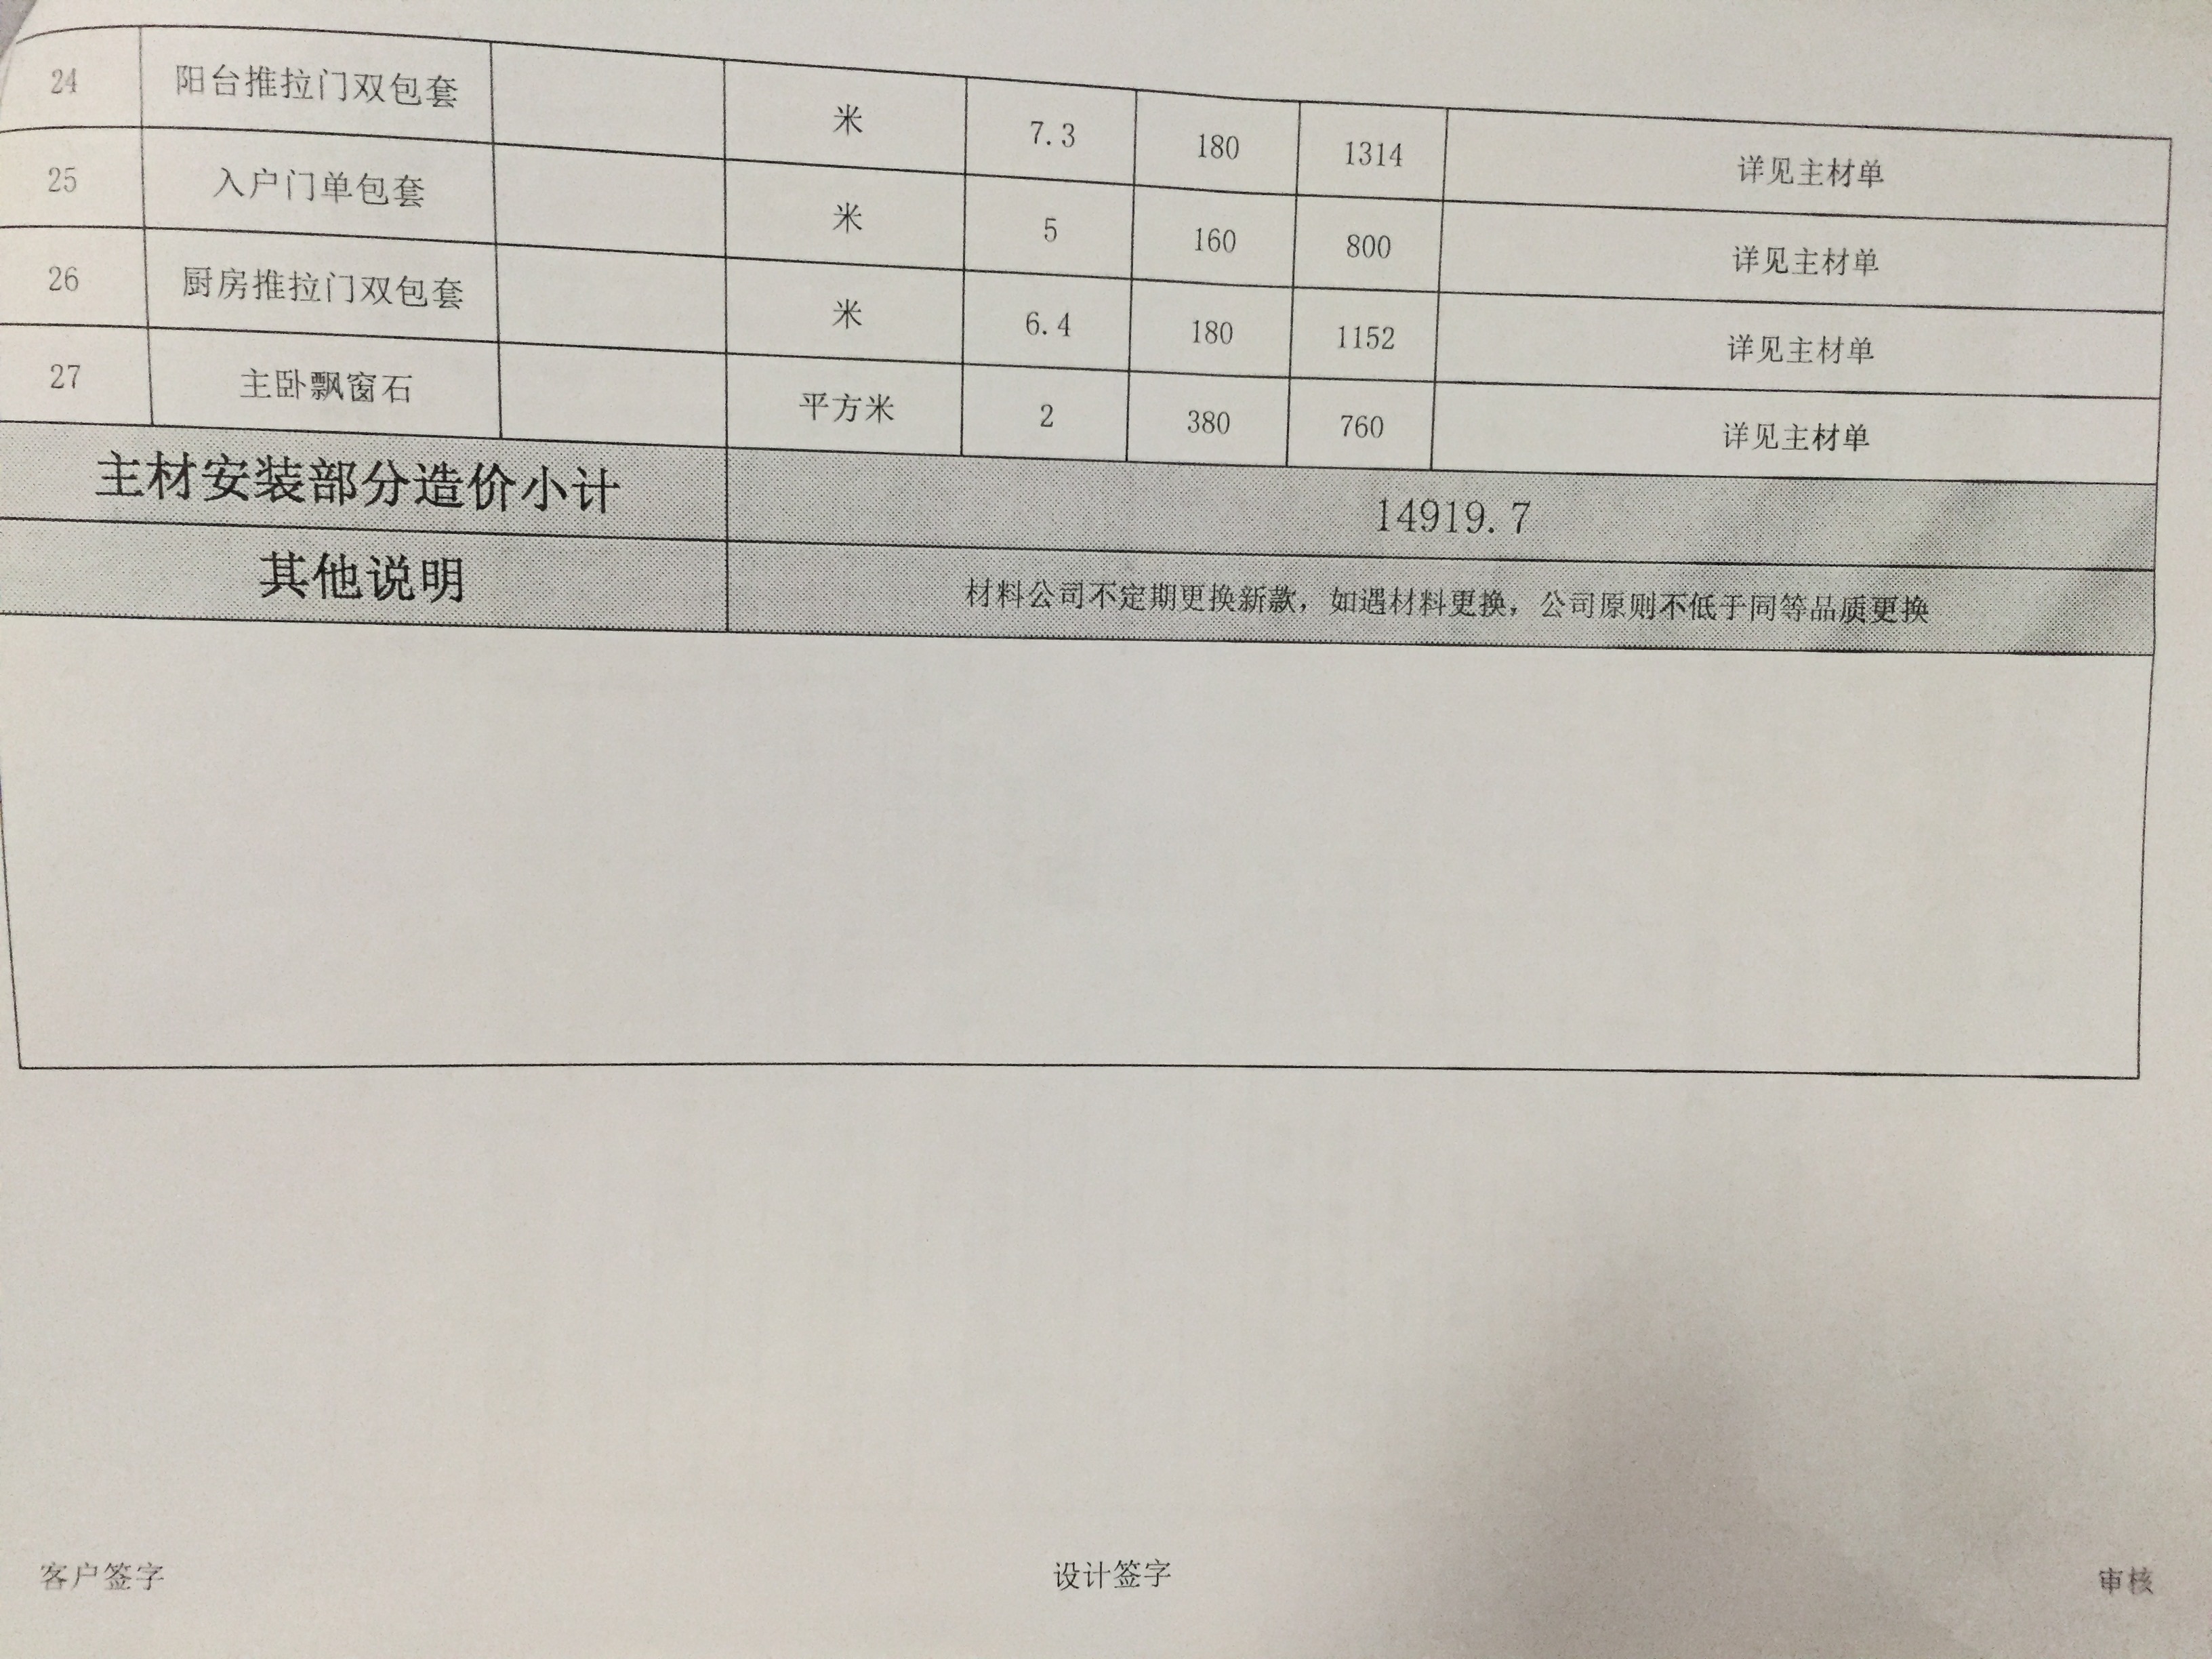 24 阳台推拉门双包套 米 7.3 180 1314 详见主材单
25 入户门单包套 米 5 160 800 详见主材单
26 厨房推拉门双包套 米 6.4 180 1152 详见主材单
27 主卧飘窗石 平方米 2 380 760 详见主材单
主材安装部分造价小计 14919.7
其他说明 材料公司不定期更换新款，如遇材料更换，公司原则不低于同等品质更换
客户签字 设计签字 审核